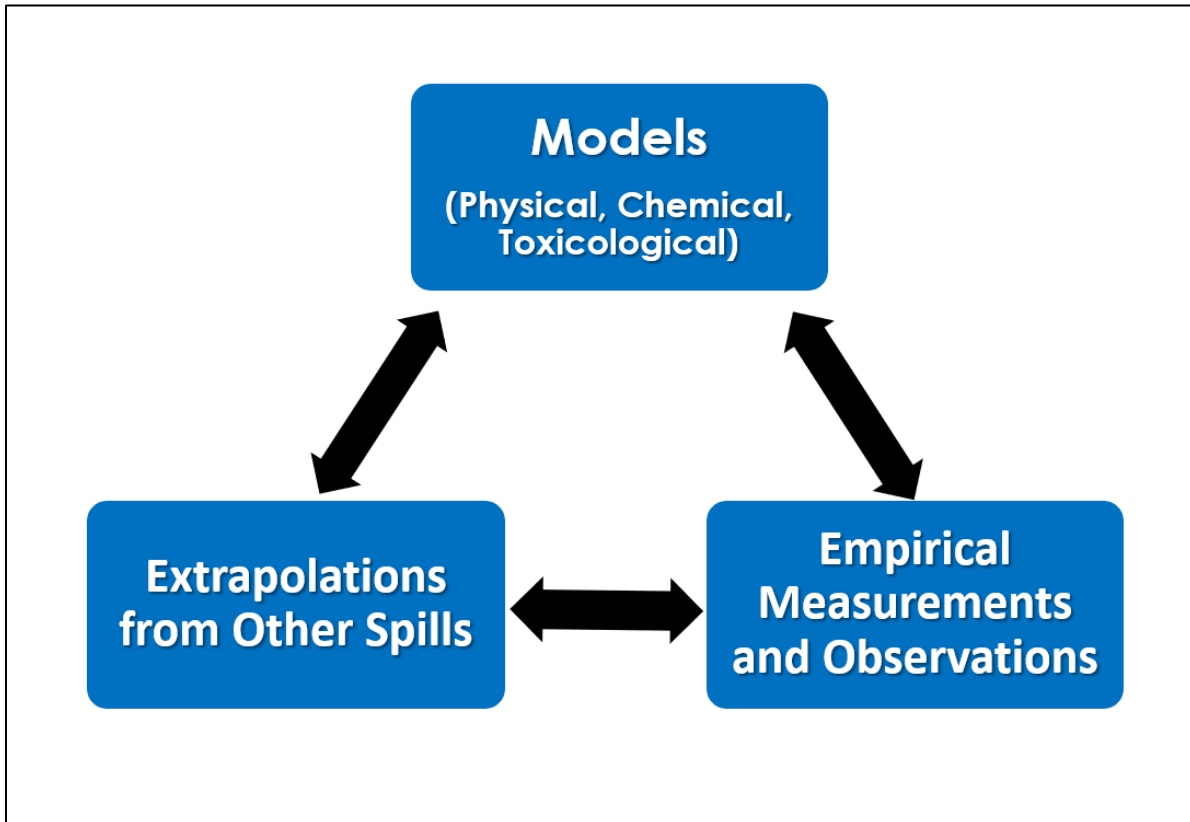 Models
(Physical, Chemical,
Toxicological)
Extrapolations
from Other Spills
Empirical
Measurements
and Observations